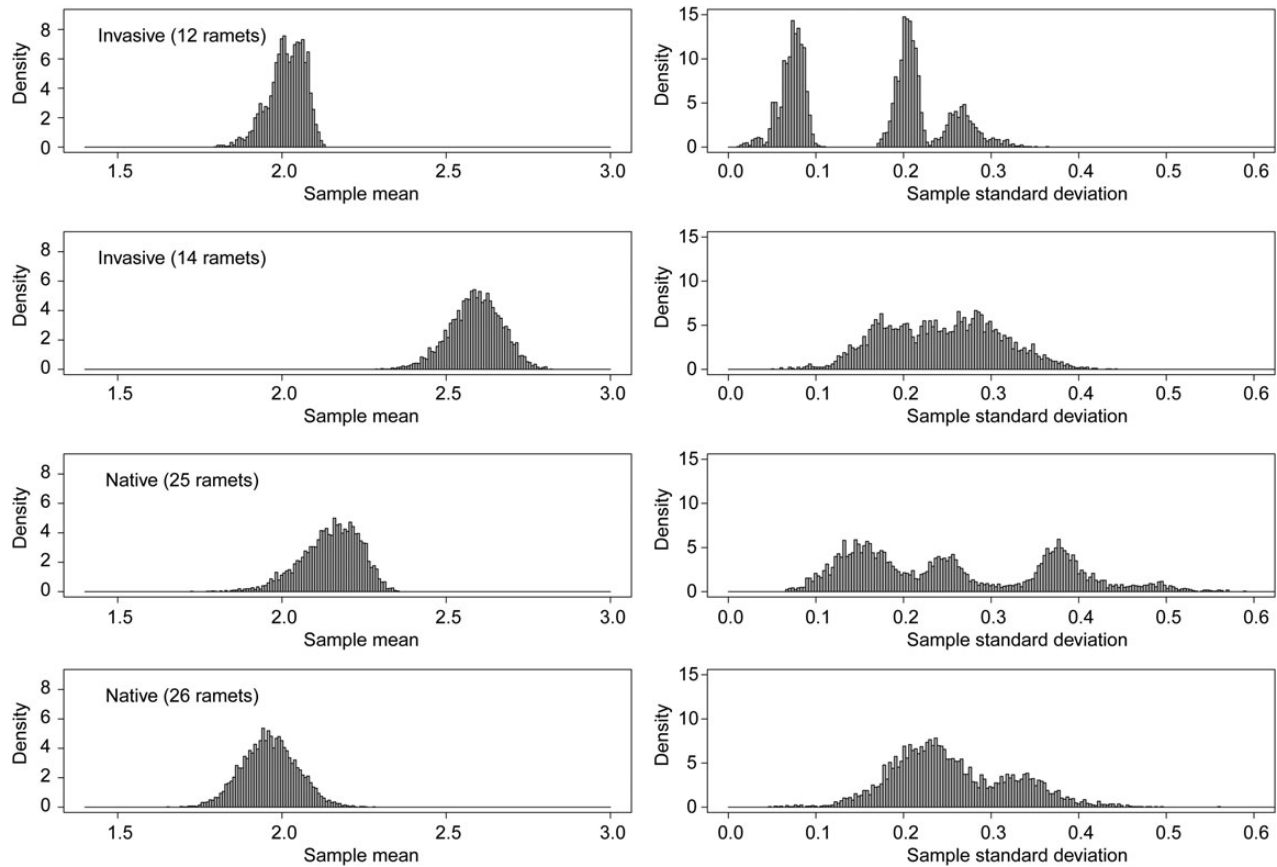 Invasive (12 ramets)
Density
8
6
4
2
0
1.5 2.0 2.5 3.0
Sample mean
Density
15
10
5
0
0.0 0.1 0.2 0.3 0.4 0.5 0.6
Sample standard deviation
Invasive (14 ramets)
Density
8
6
4
2
0
1.5 2.0 2.5 3.0
Sample mean
Density
15
10
5
0
0.0 0.1 0.2 0.3 0.4 0.5 0.6
Sample standard deviation
Native (25 ramets)
Density
8
6
4
2
0
1.5 2.0 2.5 3.0
Sample mean
Density
15
10
5
0
0.0 0.1 0.2 0.3 0.4 0.5 0.6
Sample standard deviation
Native (26 ramets)
Density
8
6
4
2
0
1.5 2.0 2.5 3.0
Sample mean
Density
15
10
5
0
0.0 0.1 0.2 0.3 0.4 0.5 0.6
Sample standard deviation